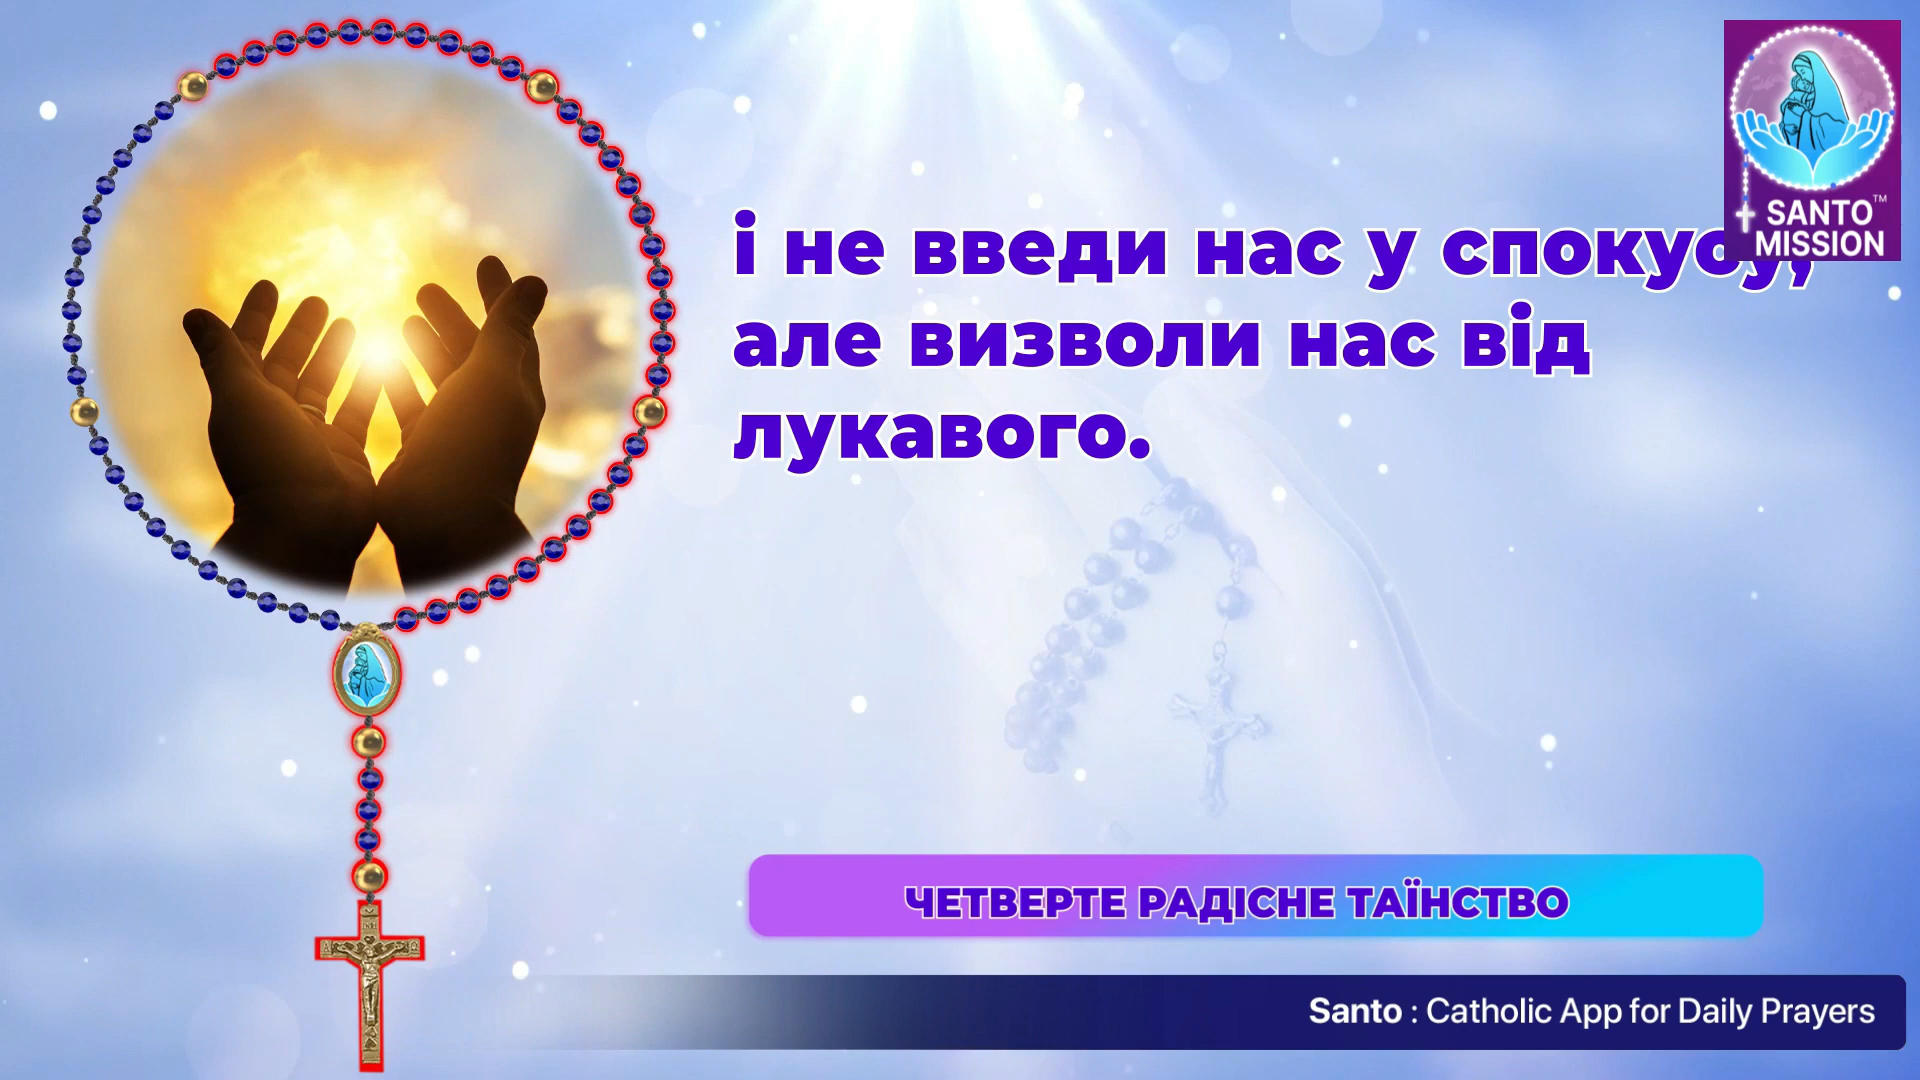 і не введи нас у спокусу,
але визволи нас від
лукавого.
SANTO™
MISSION
ЧЕТВЕРТЕ РАДІСНЕ ТАЇНСТВО
Santo : Catholic App for Daily Prayers